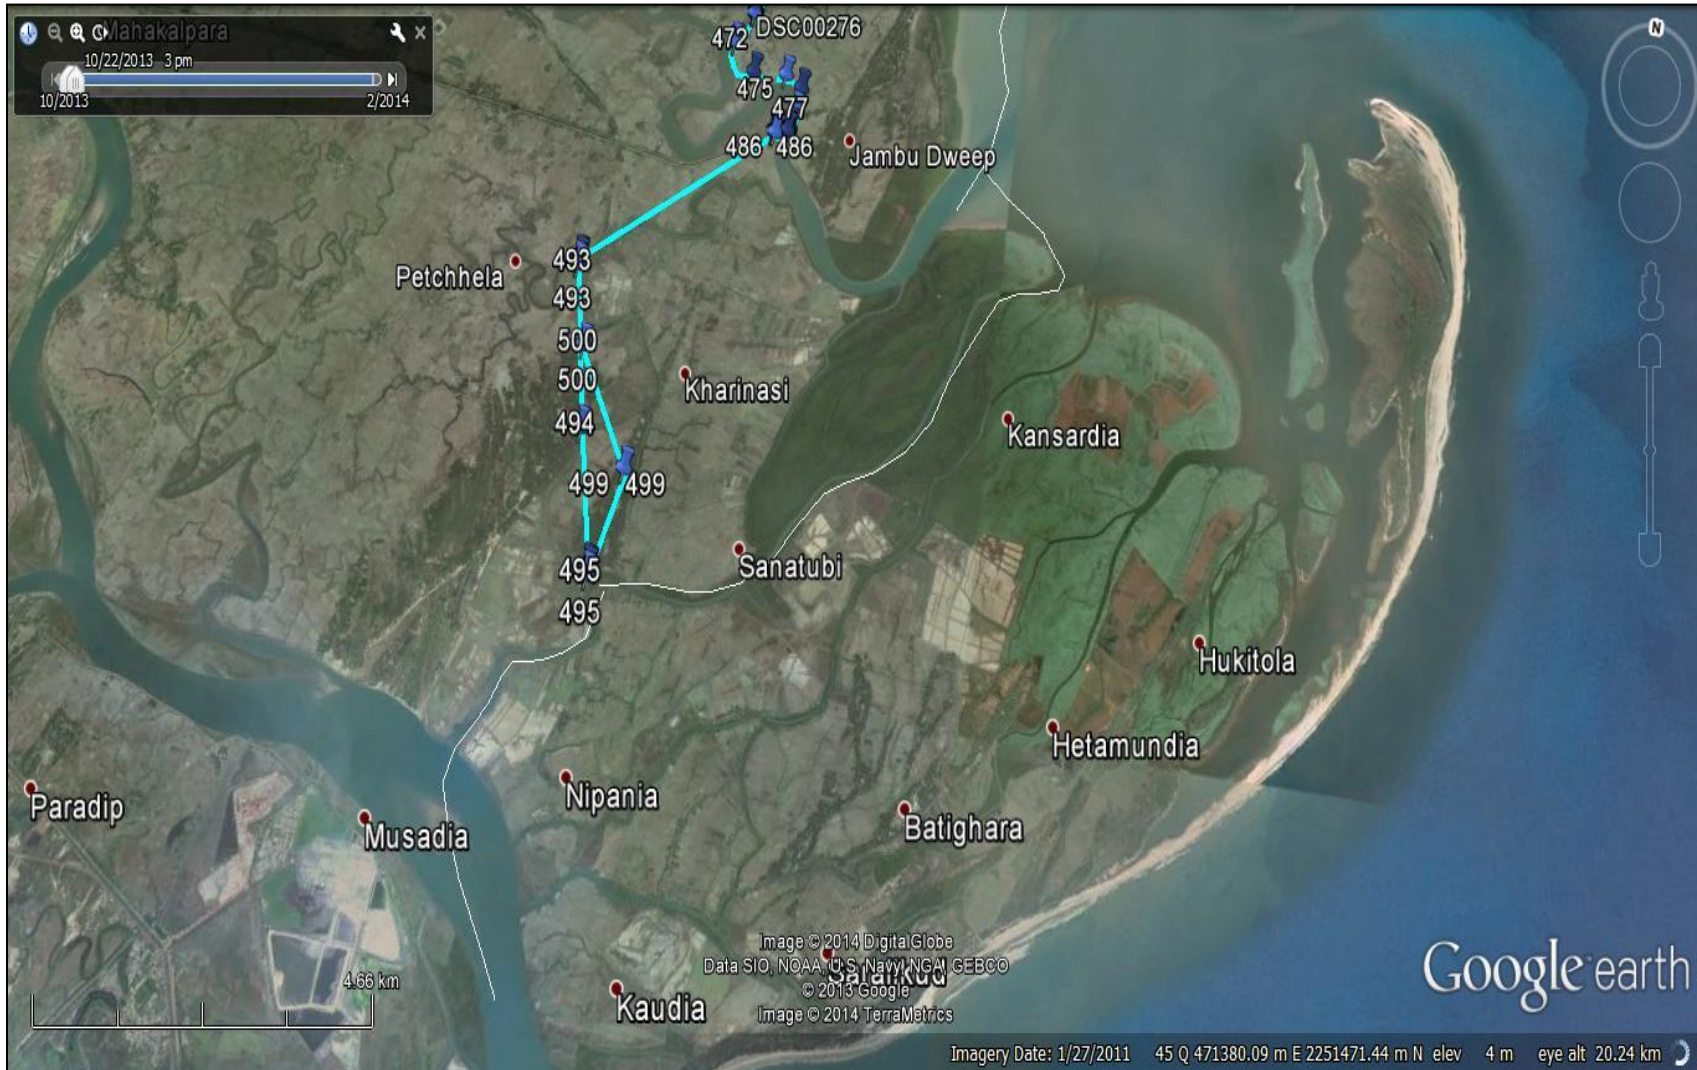 Mahakalpara
10/22/2013 3 pm
10/2013
2/2014
N
DSC00276
472
475
477
486
486
Jambu Dweep
493
Petchhela
493
500
500
Kharinasi
494
Kansardia
499
499
495
Sanatubi
495
Hukitola
Hetamundia
Nipania
Paradip
Musadia
Batighara
Image © 2014 DigitalGlobe
Data SIO, NOAA, U.S. Navy, NGA, GEBCO
© 2013 Google
Image © 2014 TerraMetrics
4.66 km
Kaudia
Google earth
Imagery Date: 1/27/2011 45 Q 471380.09 m E 2251471.44 m N elev 4 m eye alt 20.24 km